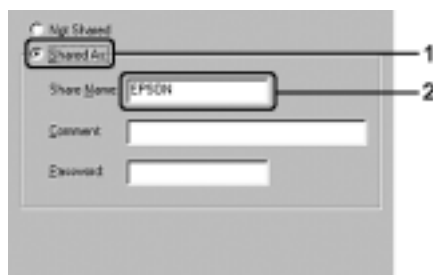 Not Shared
Shared As: 1
Share Name: EPSON 2
Comment:
Password: